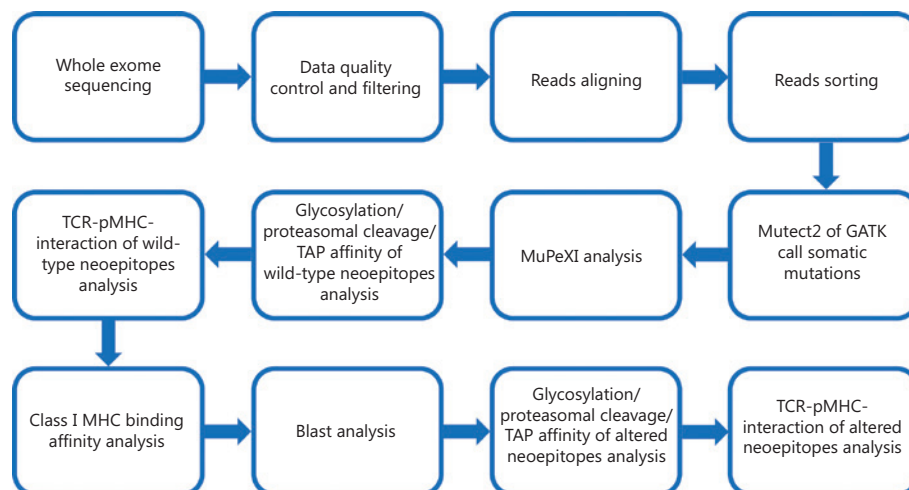 Whole exome
sequencing
Data quality
control and filtering
Reads aligning
Reads sorting
Mutect2 of GATK
call somatic
mutations
MuPeXI analysis
Glycosylation/
proteasomal cleavage/
TAP affinity of
wild-type neoepitopes
analysis
TCR-pMHC-
interaction of wild-
type neoepitopes
analysis
Class I MHC binding
affinity analysis
Blast analysis
Glycosylation/
proteasomal cleavage/
TAP affinity of altered
neoepitopes analysis
TCR-pMHC-
interaction of altered
neoepitopes analysis